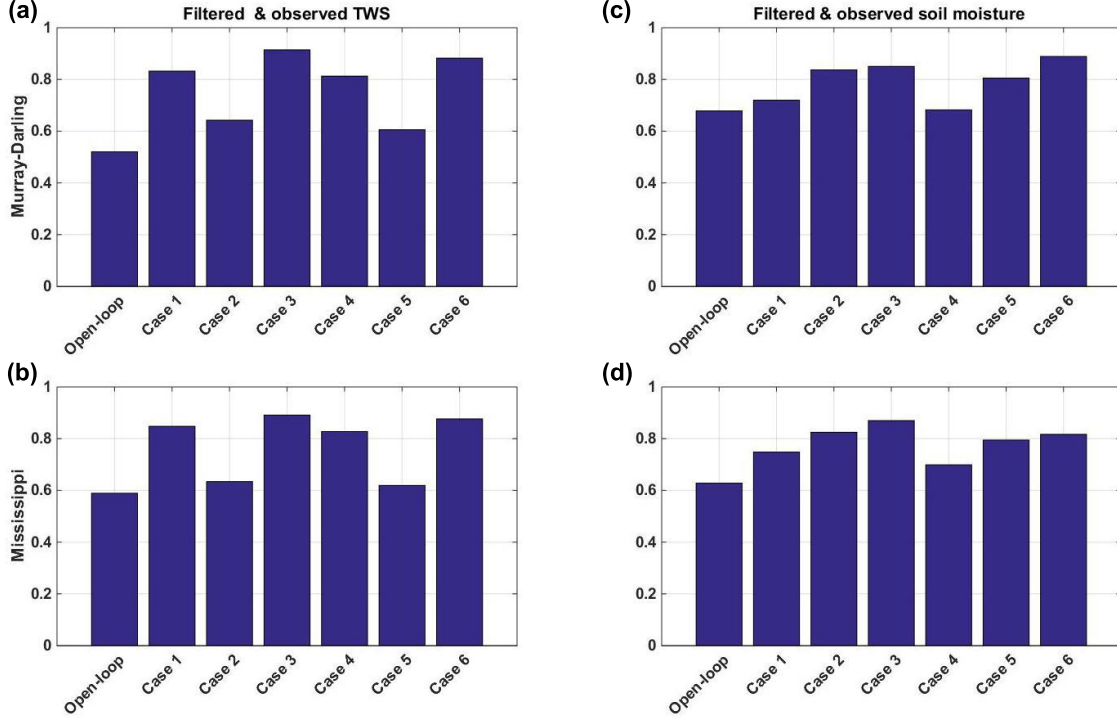 (a)
Filtered & observed TWS
Murray-Darling
1
0.8
0.6
0.4
0.2
0
Open-loop
Case 1
Case 2
Case 3
Case 4
Case 5
Case 6
(c)
Filtered & observed soil moisture
1
0.8
0.6
0.4
0.2
0
Open-loop
Case 1
Case 2
Case 3
Case 4
Case 5
Case 6
(b)
Mississippi
1
0.8
0.6
0.4
0.2
0
Open-loop
Case 1
Case 2
Case 3
Case 4
Case 5
Case 6
(d)
1
0.8
0.6
0.4
0.2
0
Open-loop
Case 1
Case 2
Case 3
Case 4
Case 5
Case 6